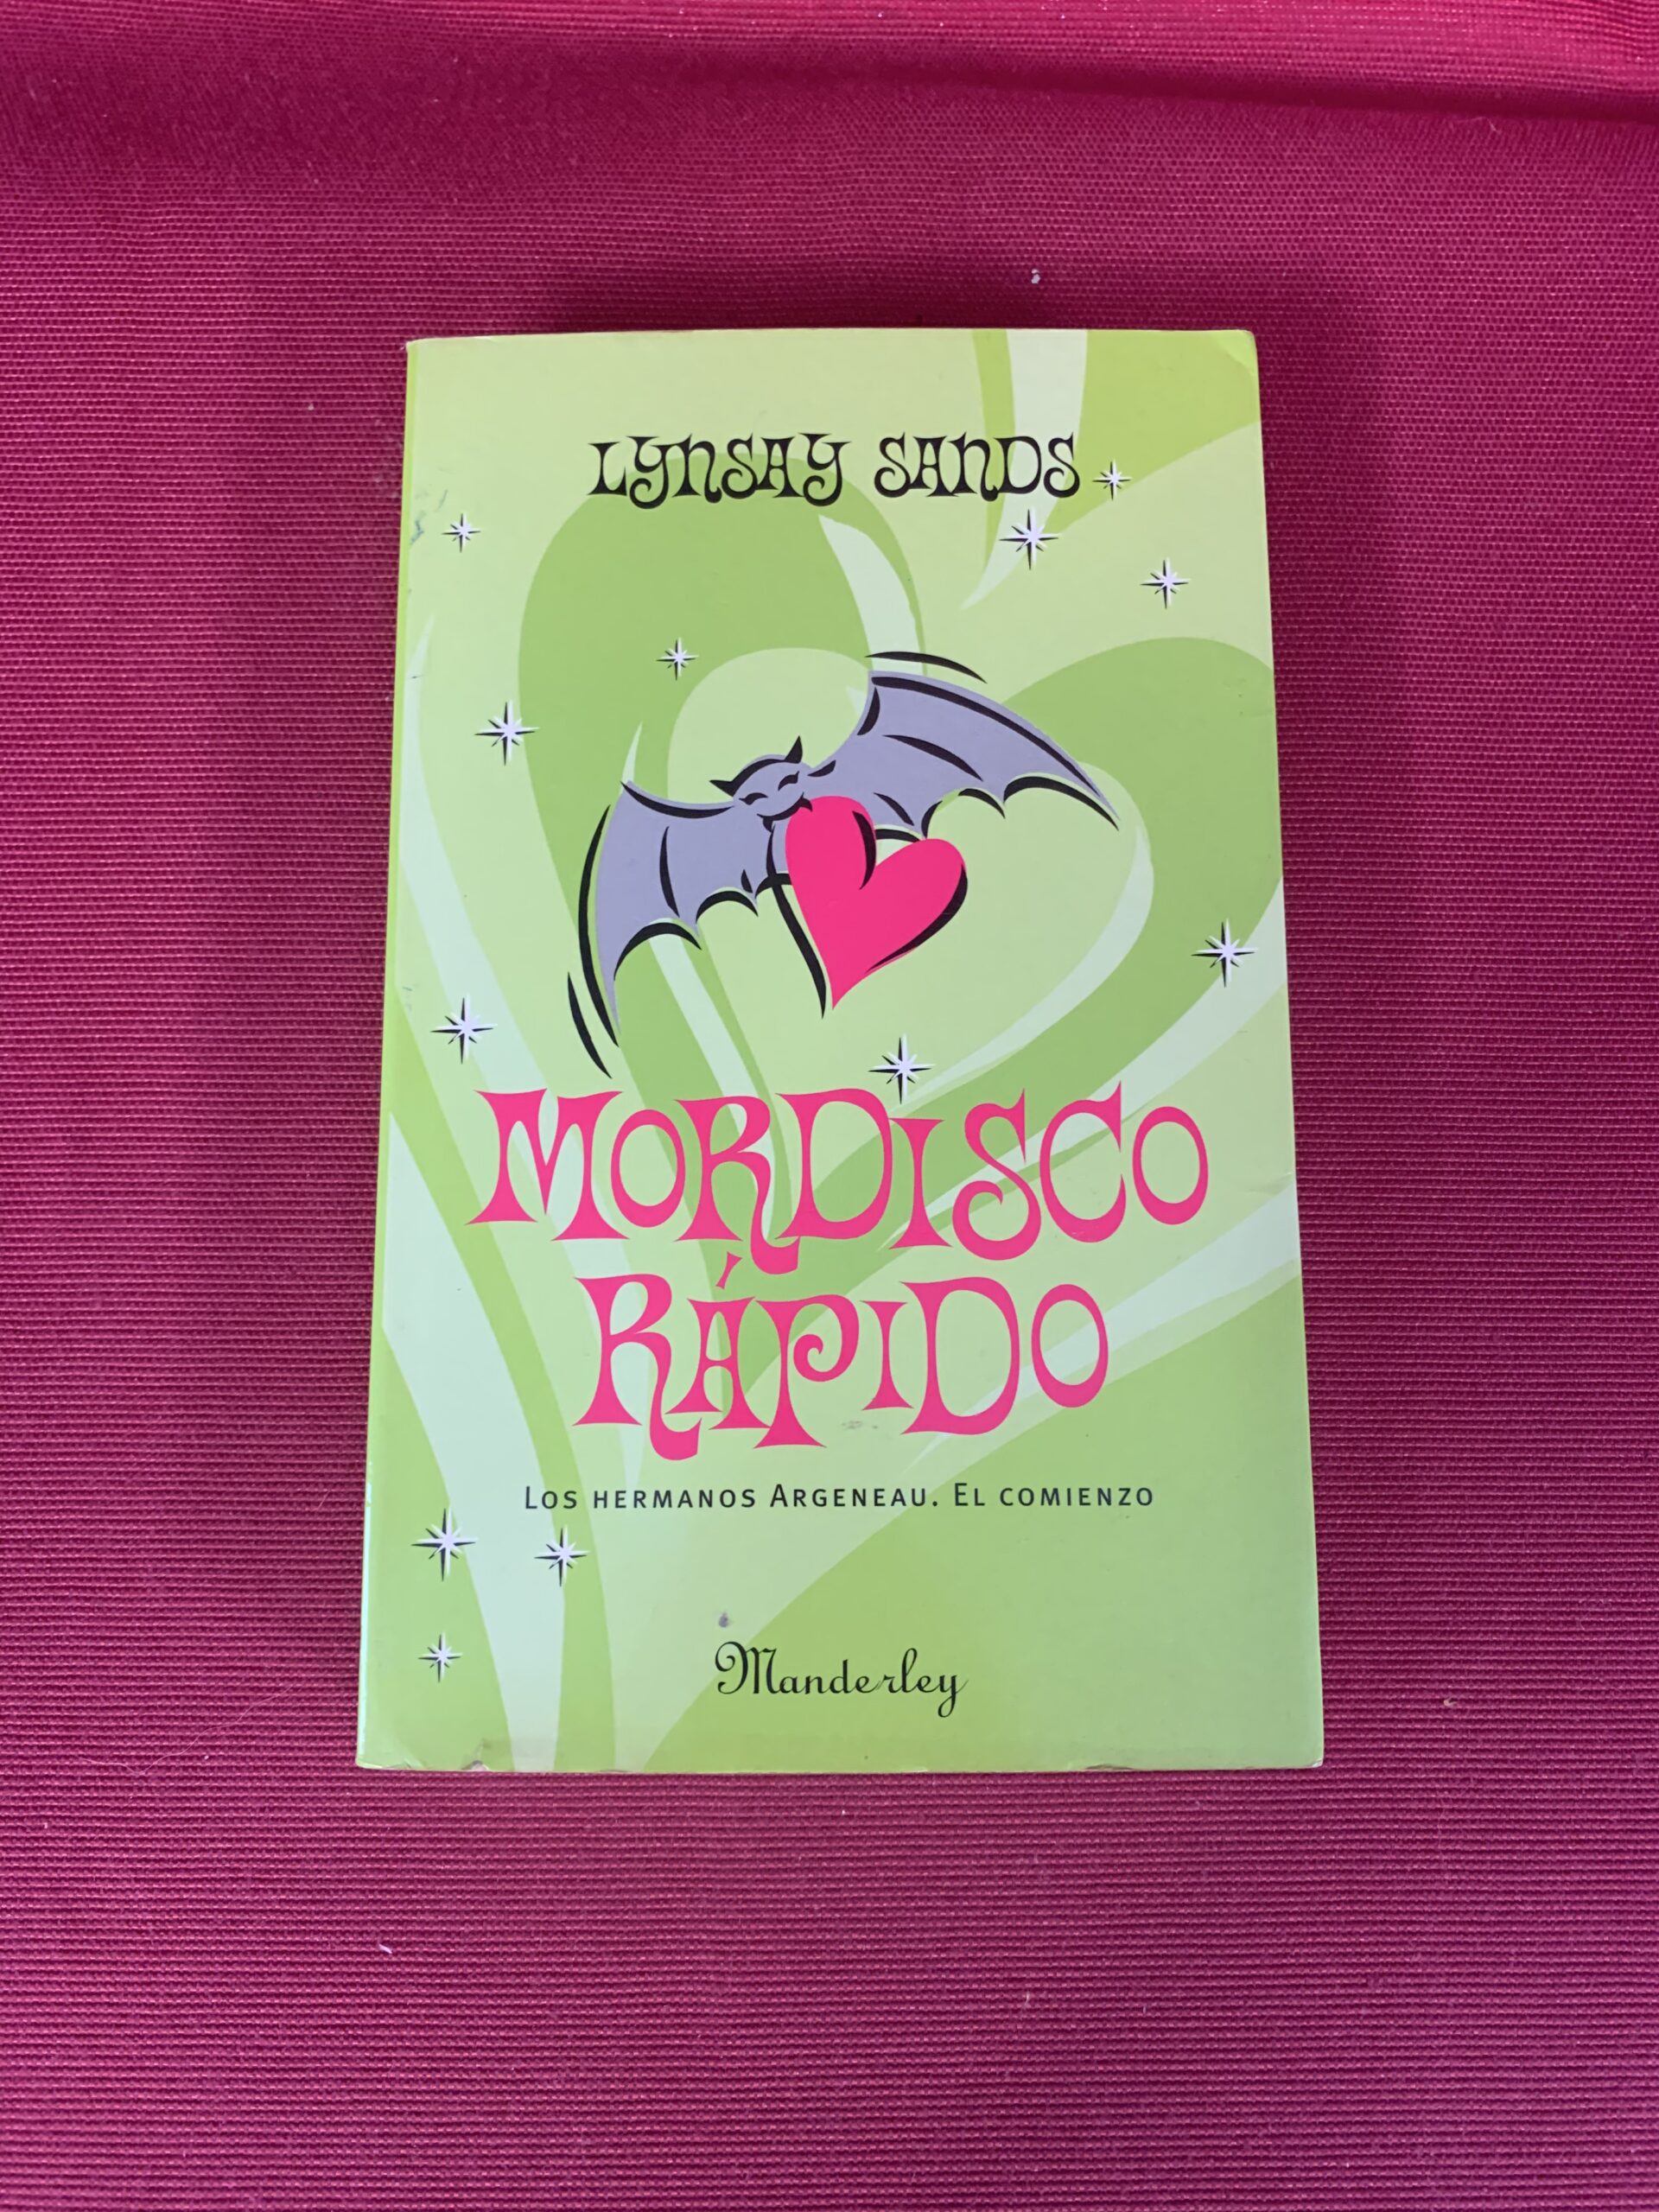 LYNSAY SANDS
MORDISCO
RÁPIDO
LOS HERMANOS ARGENEAU. EL COMIENZO
Manderley